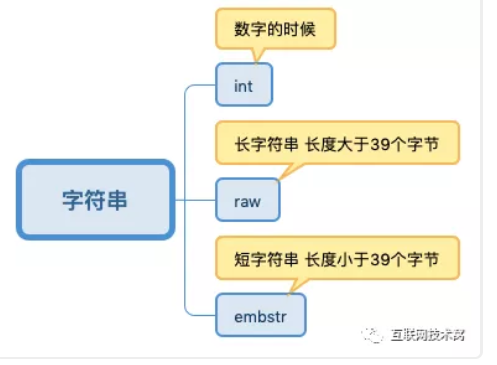 数字的时候
int
长字符串 长度大于39个字节
字符串
raw
短字符串 长度小于39个字节
embstr
互联网技术窝